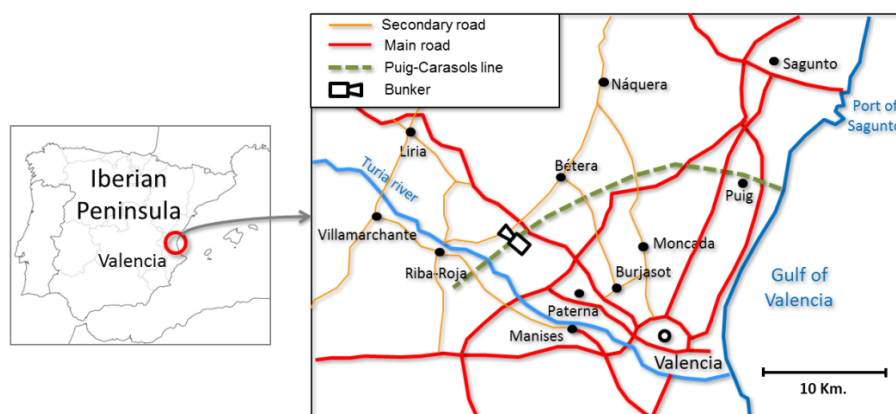 Secondary road
Main road
Puig-Carasols line
Bunker
Sagunto
Náquera
Port of
Sagunto
Liria
Turia river
Bétera
Puig
Iberian
Peninsula
Valencia
Villamarchante
Moncada
Riba-Roja
Burjasot
Gulf of
Valencia
Paterna
Manises
Valencia
10 Km.